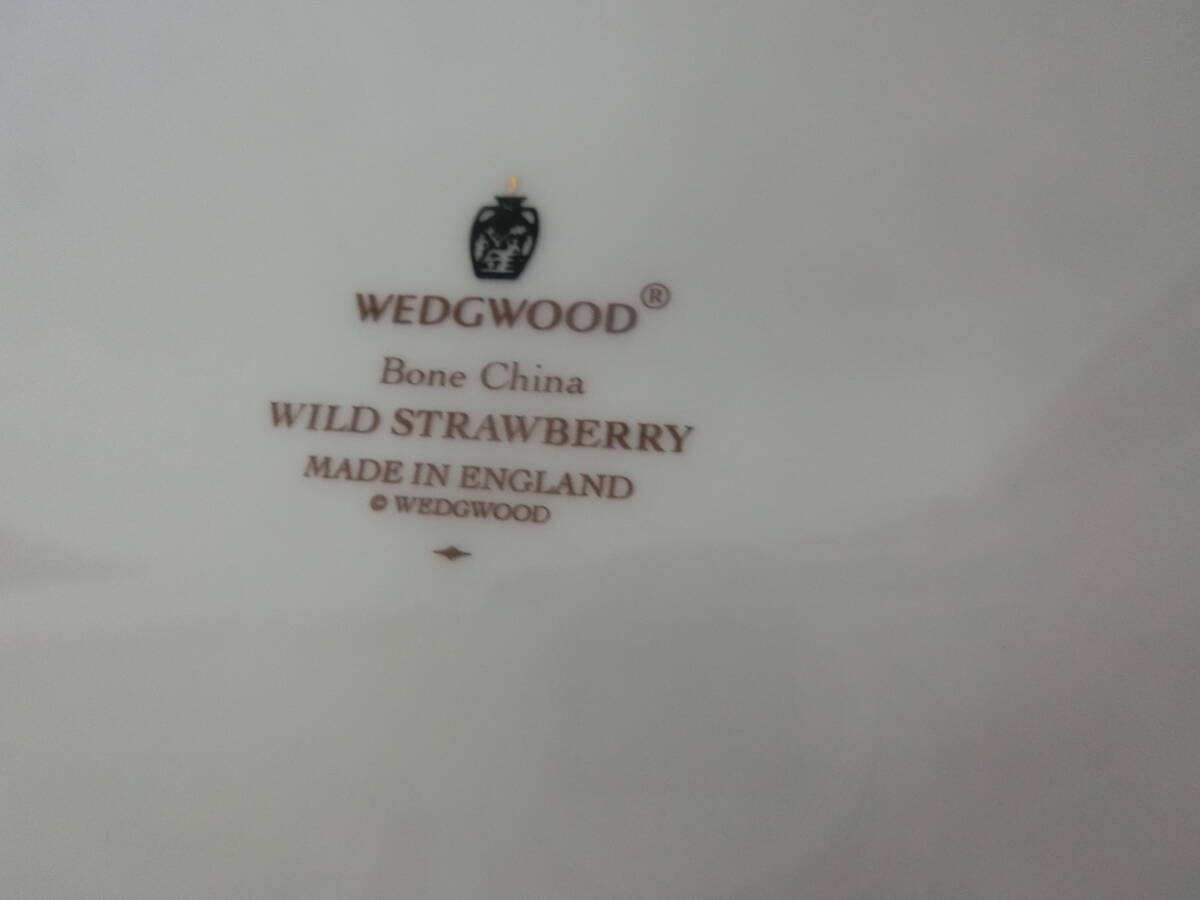 WEDGWOOD®
Bone China
WILD STRAWBERRY
MADE IN ENGLAND
© WEDGWOOD